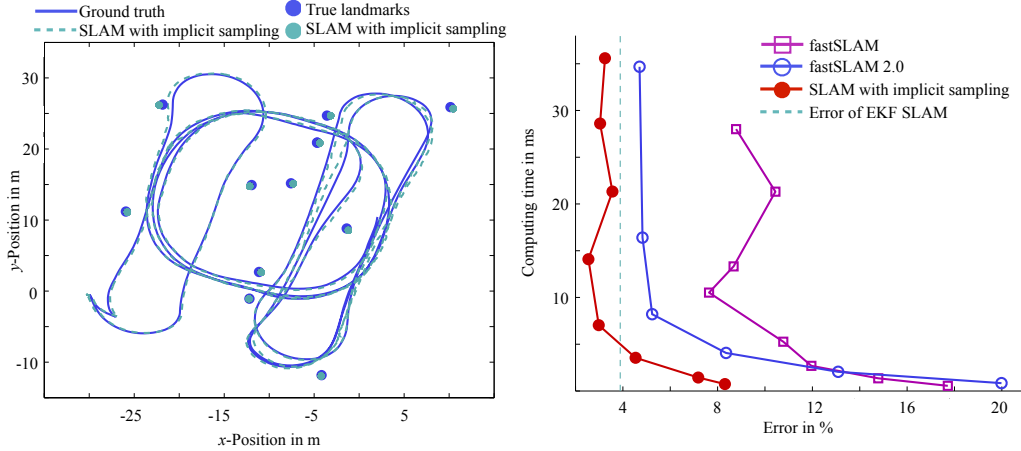 Ground truth
SLAM with implicit sampling
True landmarks
SLAM with implicit sampling
y-Position in m
30
20
10
0
-10
-25
-15
-5
5
x-Position in m
fastSLAM
fastSLAM 2.0
SLAM with implicit sampling
Error of EKF SLAM
Computing time in ms
30
20
10
4
8
12
16
20
Error in %